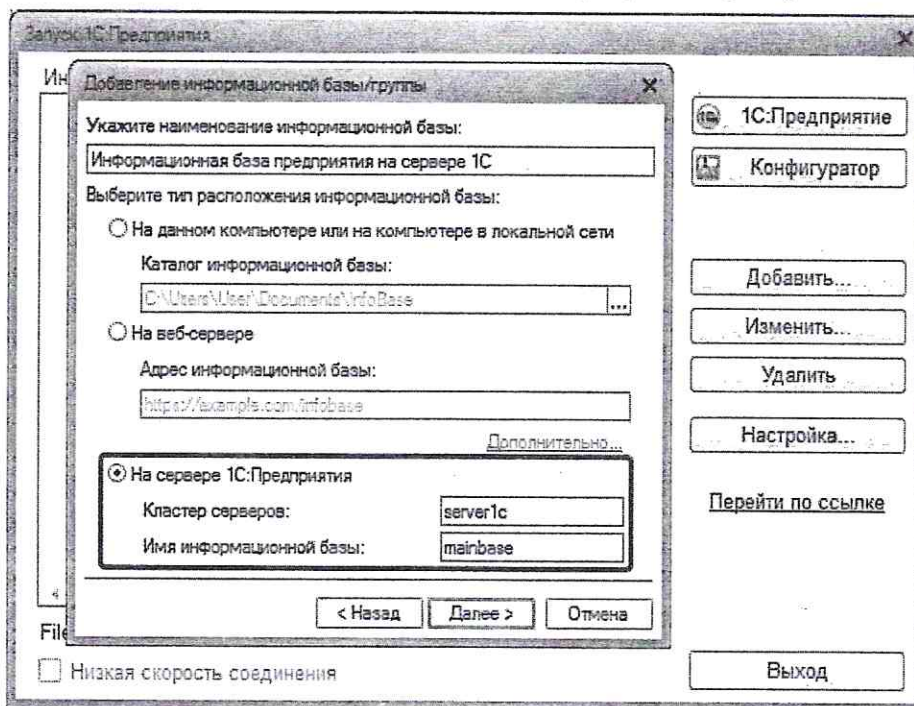 Запуск 1С:Предприятия
Добавление информационной базы/группы
Укажите наименование информационной базы:
Информационная база предприятия на сервере 1С
Выберите тип расположения информационной базы:
На данном компьютере или на компьютере в локальной сети
Каталог информационной базы:
C:\Users\User\Documents\InfoBase
...
На веб-сервере
Адрес информационной базы:
https://example.com/infobase
Дополнительно...
На сервере 1С:Предприятия
Кластер серверов:
server1c
Имя информационной базы:
mainbase
< Назад
Далее >
Отмена
1С:Предприятие
Конфигуратор
Добавить...
Изменить...
Удалить
Настройка...
Перейти по ссылке
Низкая скорость соединения
Выход